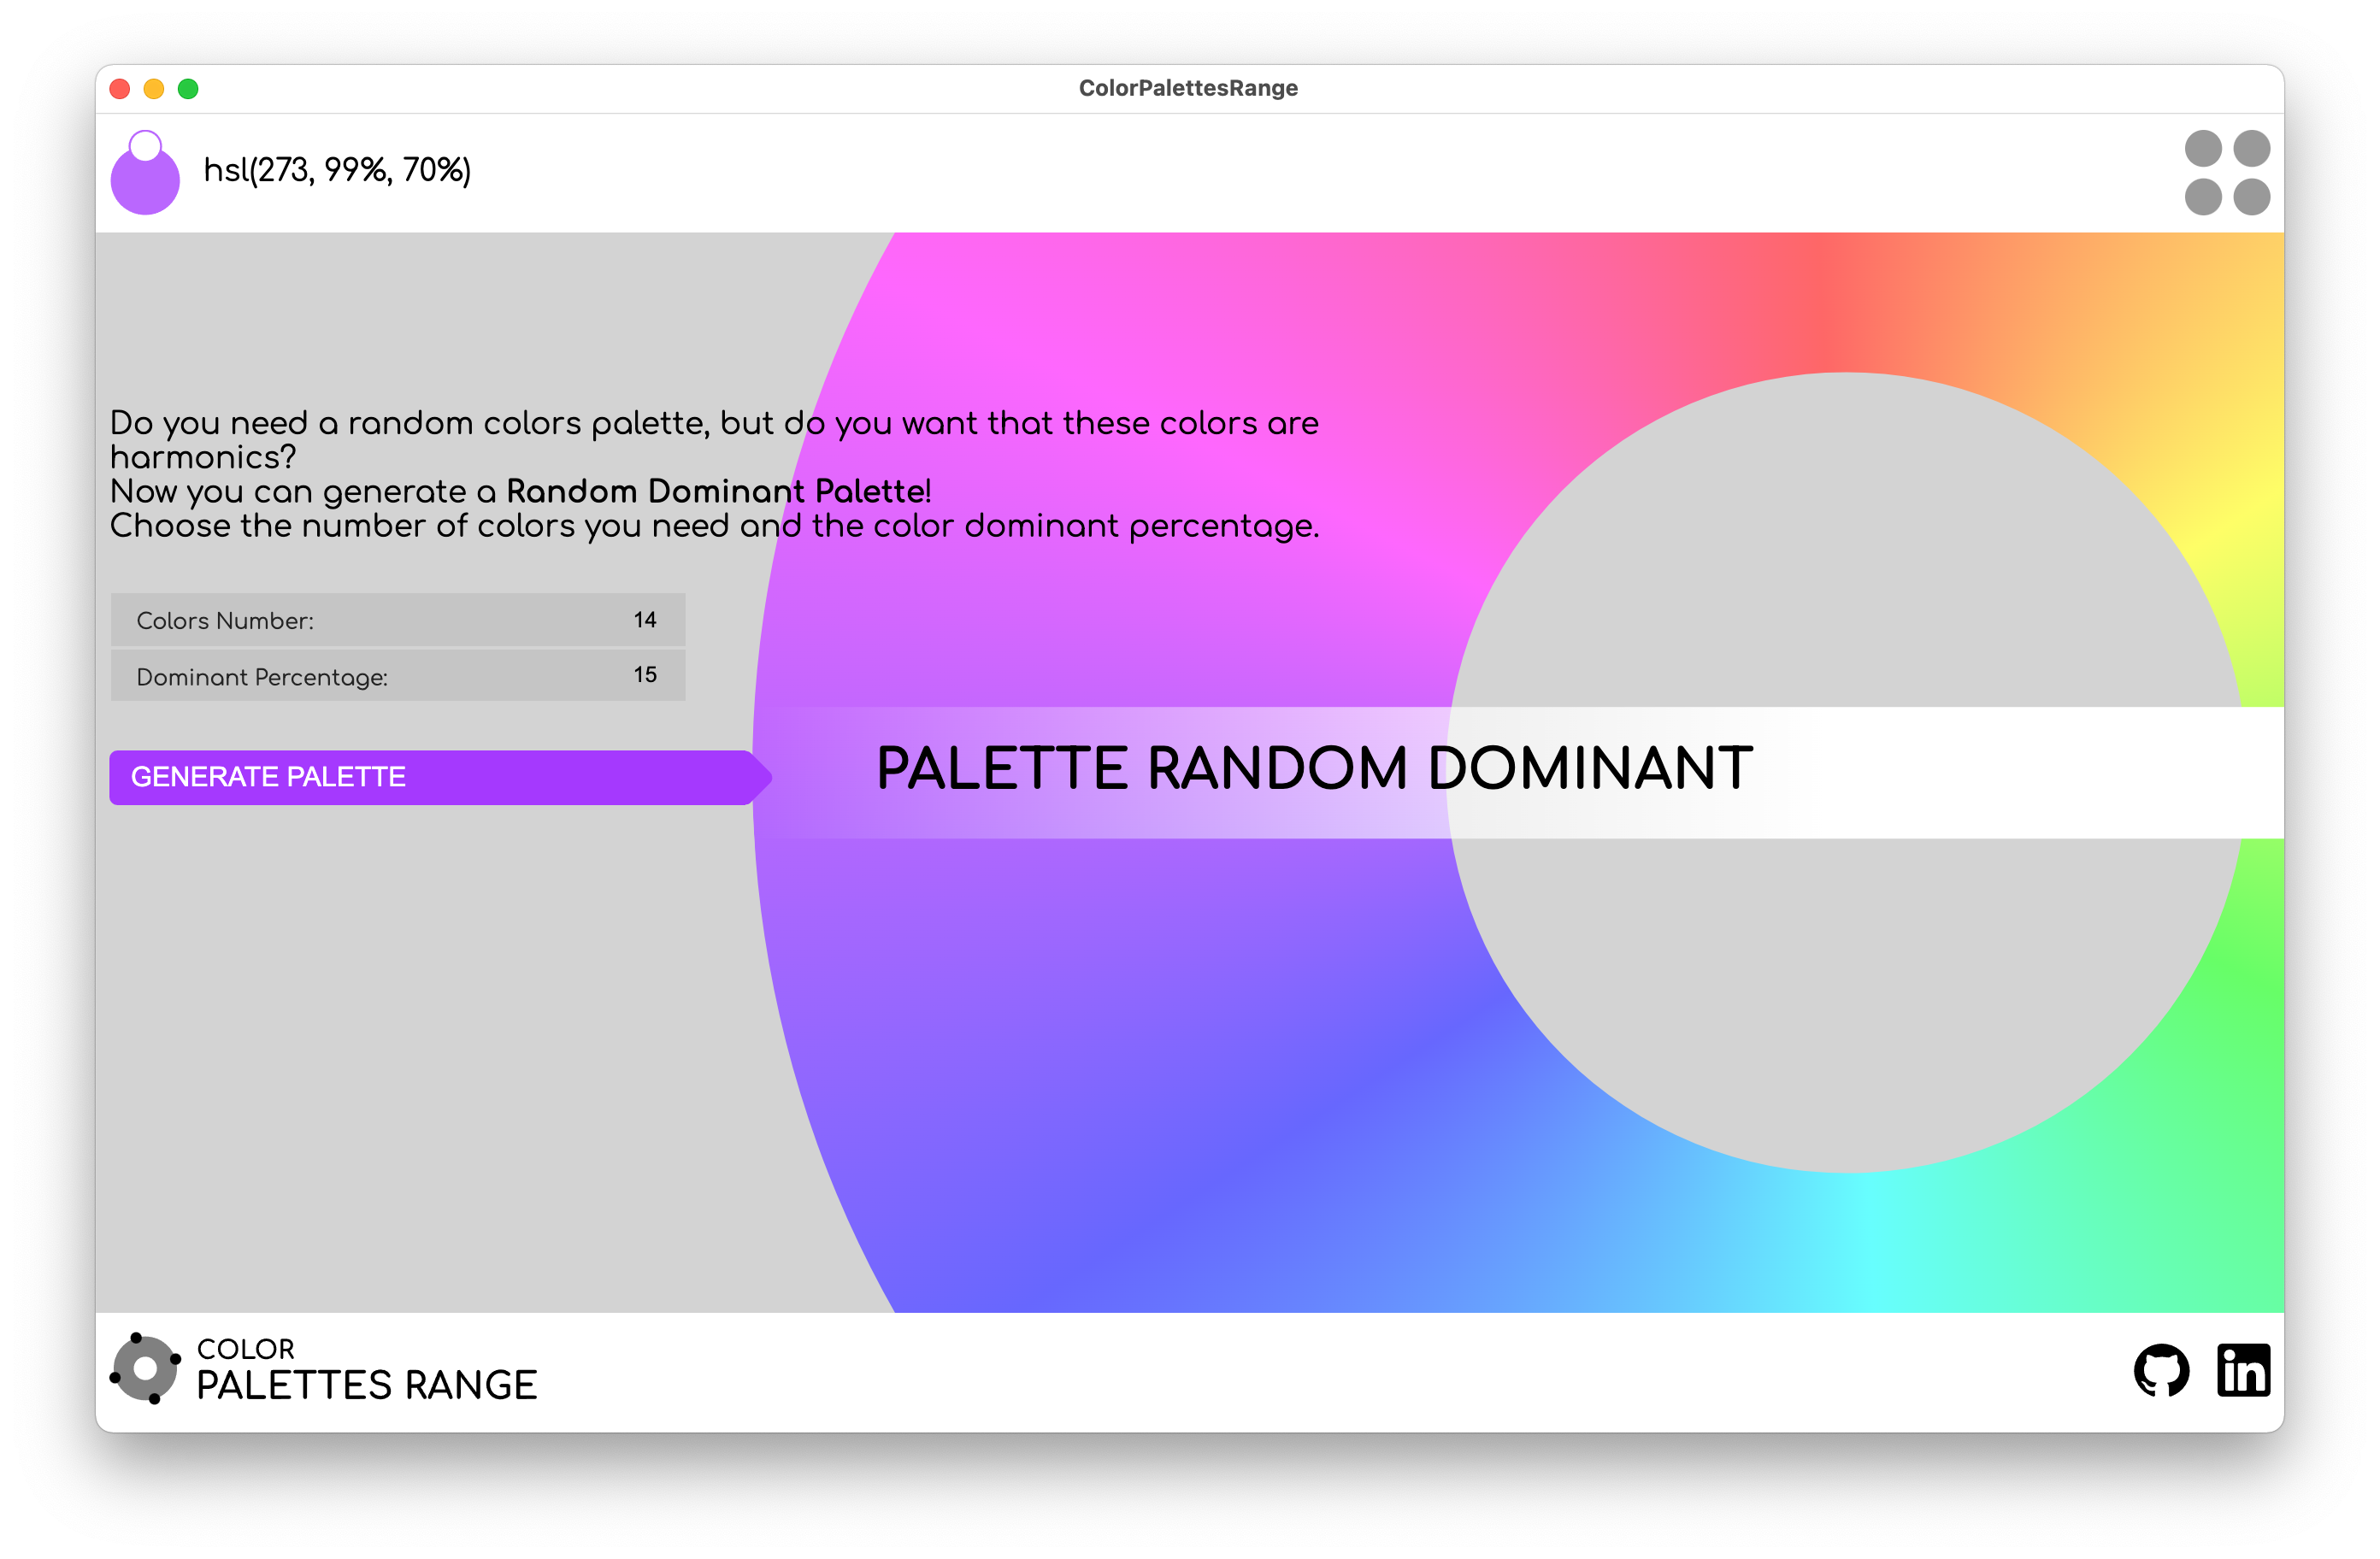 ColorPalettesRange
hsl(273, 99%, 70%)
Do you need a random colors palette, but do you want that these colors are
harmonics?
Now you can generate a Random Dominant Palette!
Choose the number of colors you need and the color dominant percentage.
Colors Number: 14
Dominant Percentage: 15
GENERATE PALETTE
PALETTE RANDOM DOMINANT
COLOR
PALETTES RANGE
in